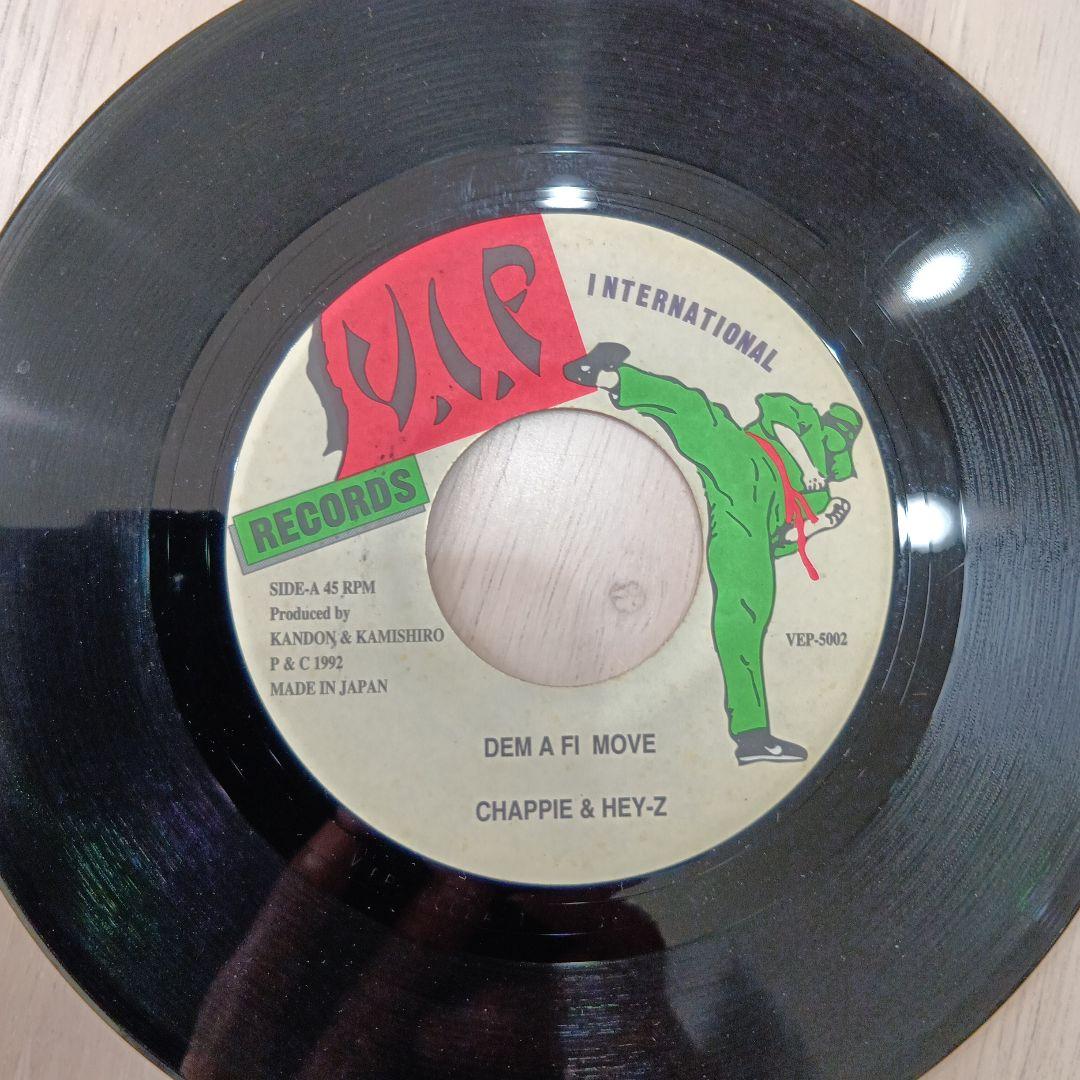 V.I.P
INTERNATIONAL
RECORDS
SIDE-A 45 RPM
Produced by
KANDON & KAMISHIRO
P & C 1992
MADE IN JAPAN
VEP-5002
DEM A FI MOVE
CHAPPIE & HEY-Z